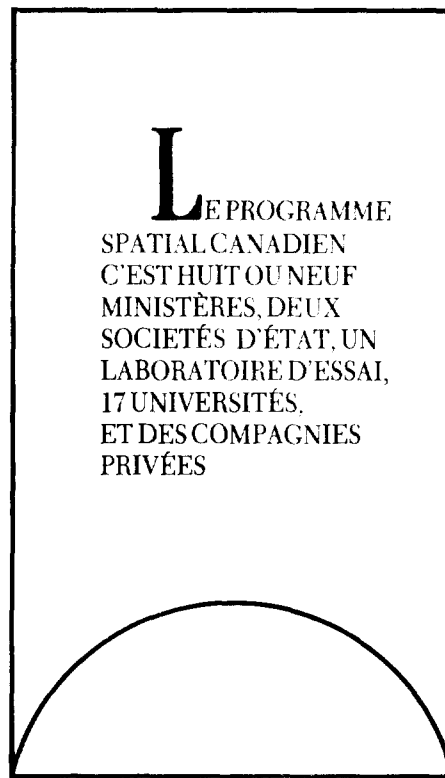 LE PROGRAMME
SPATIAL CANADIEN
C'EST HUIT OU NEUF
MINISTÈRES, DEUX
SOCIETÉS D'ÉTAT, UN
LABORATOIRE D'ESSAI,
17 UNIVERSITÉS.
ET DES COMPAGNIES
PRIVÉES